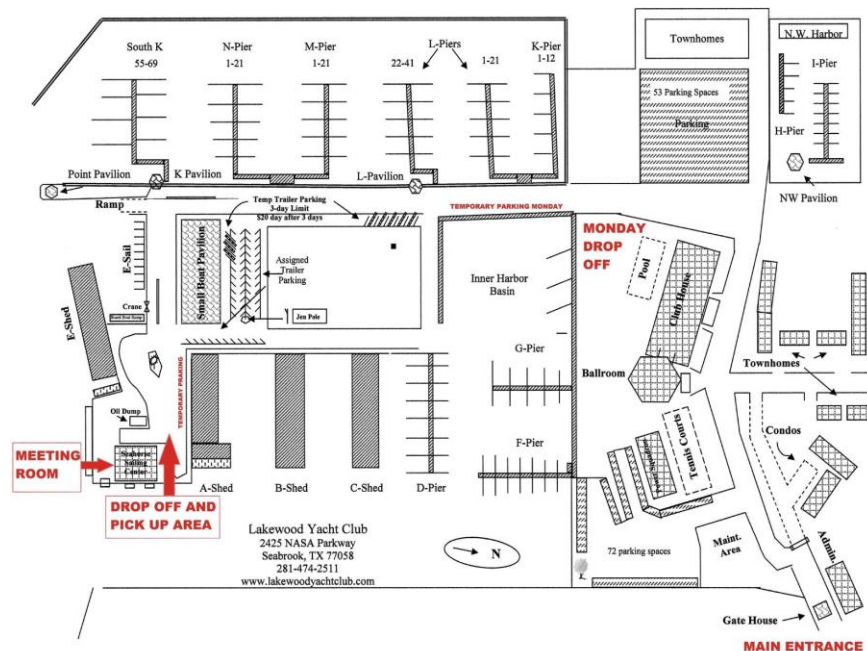 Townhomes
N.W. Harbor
South K
55-69
N-Pier
1-21
M-Pier
1-21
L-Piers
22-41
1-21
K-Pier
1-12
I-Pier
53 Parking Spaces
Parking
H-Pier
NW Pavilion
Point Pavilion
K Pavilion
L-Pavilion
Ramp
Temp Trailer Parking
3-day Limit
$20 day after 3 days
TEMPORARY PARKING MONDAY
MONDAY
DROP
OFF
E-Sail
Small Boat Pavilion
Assigned
Trailer
Parking
Inner Harbor
Basin
Pool
Club House
Crane
Jen Pole
E-Shed
G-Pier
Ballroom
Townhomes
TEMPORARY PRAKING
Oil Dump
Condos
MEETING
ROOM
Seahorse
Sailing
Center
F-Pier
Tennis Courts
Power Squadron
DROP OFF AND
PICK UP AREA
A-Shed
B-Shed
C-Shed
D-Pier
Lakewood Yacht Club
2425 NASA Parkway
Seabrook, TX 77058
281-474-2511
www.lakewoodyachtclub.com
N
72 parking spaces
Maint.
Area
Admin.
Gate House
MAIN ENTRANCE